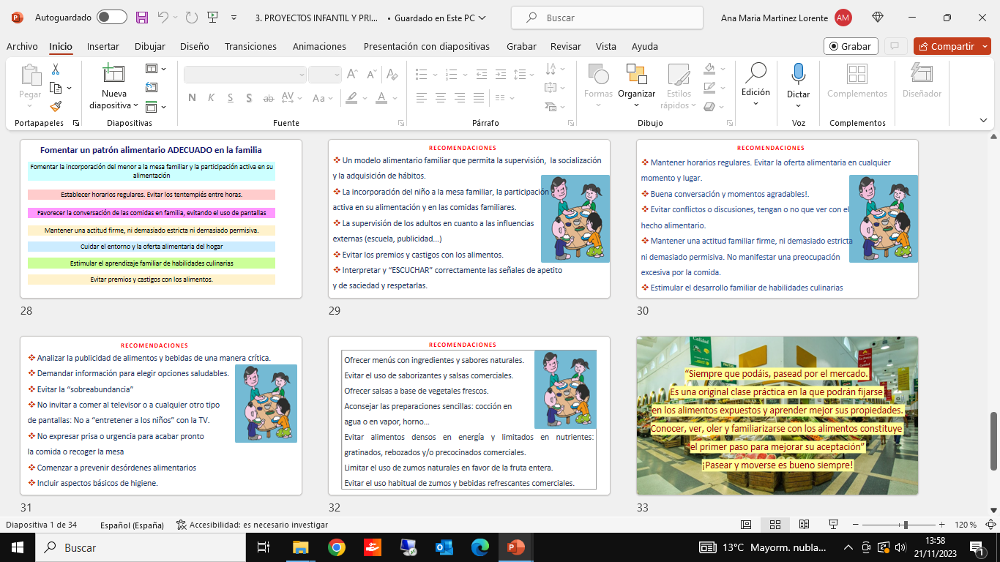 Autoguardado
3. PROYECTOS INFANTIL Y PRI... • Guardado en Este PC
Buscar
Ana Maria Martinez Lorente
AM
Archivo
Inicio
Insertar
Dibujar
Diseño
Transiciones
Animaciones
Presentación con diapositivas
Grabar
Revisar
Vista
Ayuda
Grabar
Compartir
Pegar
Nueva
diapositiva
N K S S ab AV Aa A
Formas
Organizar
Estilos
rápidos
Edición
Dictar
Complementos
Diseñador
Portapapeles
Diapositivas
Fuente
Párrafo
Dibujo
Voz
Complementos
Fomentar un patrón alimentario ADECUADO en la familia
Fomentar la incorporación del menor a la mesa familiar y la participación activa en su
alimentación
Establecer horarios regulares. Evitar los tentempiés entre horas.
Favorecer la conversación de las comidas en familia, evitando el uso de pantallas
Mantener una actitud firme, ni demasiado estricta ni demasiado permisiva.
Cuidar el entorno y la oferta alimentaria del hogar
Estimular el aprendizaje familiar de habilidades culinarias
Evitar premios y castigos con los alimentos.
28
RECOMENDACIONES
❖ Un modelo alimentario familiar que permita la supervisión, la socialización
y la adquisición de hábitos.
❖ La incorporación del niño a la mesa familiar, la participación
activa en su alimentación y en las comidas familiares.
❖ La supervisión de los adultos en cuanto a las influencias
externas (escuela, publicidad...)
❖ Evitar los premios y castigos con los alimentos.
❖ Interpretar y “ESCUCHAR” correctamente las señales de apetito
y de saciedad y respetarlas.
29
RECOMENDACIONES
❖ Mantener horarios regulares. Evitar la oferta alimentaria en cualquier
momento y lugar.
❖ Buena conversación y momentos agradables!.
❖ Evitar conflictos o discusiones, tengan o no que ver con el
hecho alimentario.
❖ Mantener una actitud familiar firme, ni demasiado estricta
ni demasiado permisiva. No manifestar una preocupación
excesiva por la comida.
❖ Estimular el desarrollo familiar de habilidades culinarias
30
RECOMENDACIONES
❖ Analizar la publicidad de alimentos y bebidas de una manera crítica.
❖ Demandar información para elegir opciones saludables.
❖ Evitar la “sobreabundancia”
❖ No invitar a comer al televisor o a cualquier otro tipo
de pantallas: No a “entretener a los niños” con la TV.
❖ No expresar prisa o urgencia para acabar pronto
la comida o recoger la mesa
❖ Comenzar a prevenir desórdenes alimentarios
❖ Incluir aspectos básicos de higiene.
31
RECOMENDACIONES
Ofrecer menús con ingredientes y sabores naturales.
Evitar el uso de saborizantes y salsas comerciales.
Ofrecer salsas a base de vegetales frescos.
Aconsejar las preparaciones sencillas: cocción en
agua o en vapor, horno...
Evitar alimentos densos en energía y limitados en nutrientes:
gratinados, rebozados y/o precocinados comerciales.
Limitar el uso de zumos naturales en favor de la fruta entera.
Evitar el uso habitual de zumos y bebidas refrescantes comerciales.
32
Calidad
“Siempre que podáis, pasead por el mercado.
Es una original clase práctica en la que podrán fijarse
en los alimentos expuestos y aprender mejor sus propiedades.
Conocer, ver, oler y familiarizarse con los alimentos constituye
el primer paso para mejorar su aceptación”
¡Pasear y moverse es bueno siempre!
33
Diapositiva 1 de 34
Español (España)
Accesibilidad: es necesario investigar
120 %
Buscar
13°C Mayorm. nubla...
13:58
21/11/2023
1